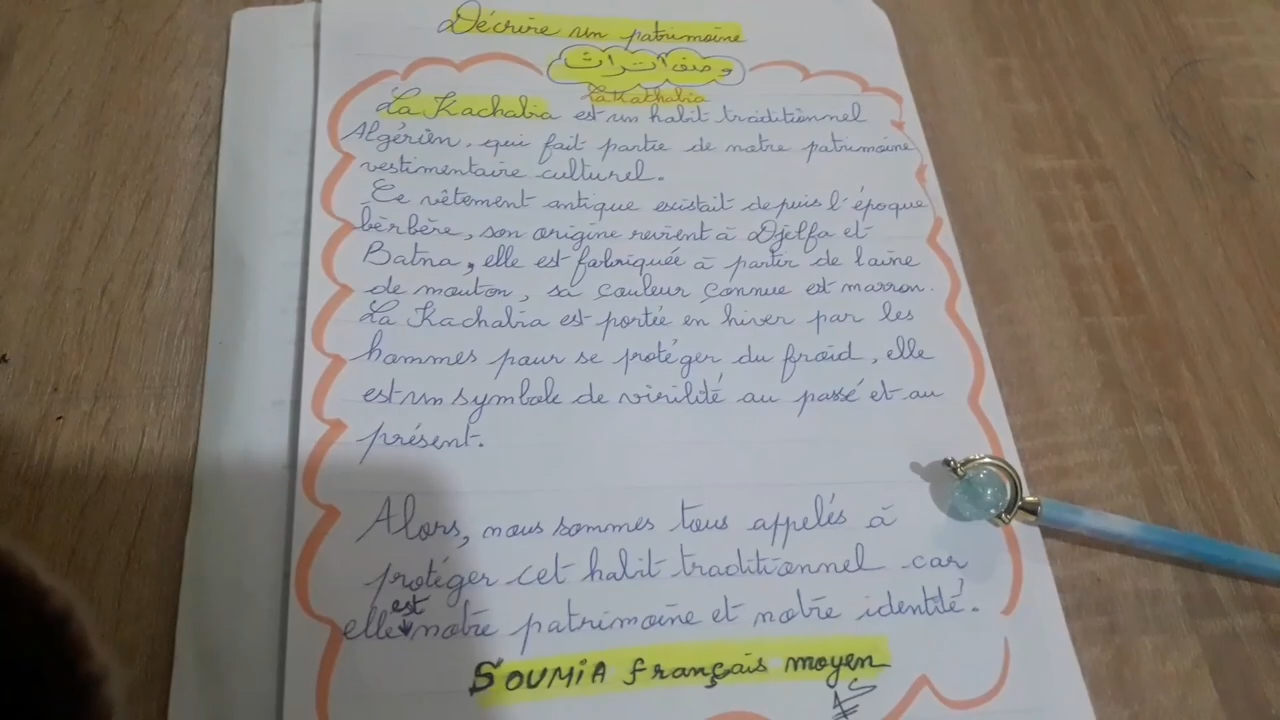 Décrire un patrimoine
وصف التراث
La Kachabia
La Kachabia est un habit traditionnel
Algérien, qui fait partie de notre patrimoine
vestimentaire culturel.
Ce vêtement antique existait depuis l'époque
bèrbère, son origine revient à Djelfa et
Batna, elle est fabriquée à partir de laine
de mouton, sa couleur connue est marron.
La Kachabia est portée en hiver par les
hommes pour se protéger du froid, elle
est un symbole de virilité au passé et au
présent.
Alors, nous sommes tous appelés à
protéger cet habit traditionnel car
elle est notre patrimoine et notre identité.
SOUMIA français moyen